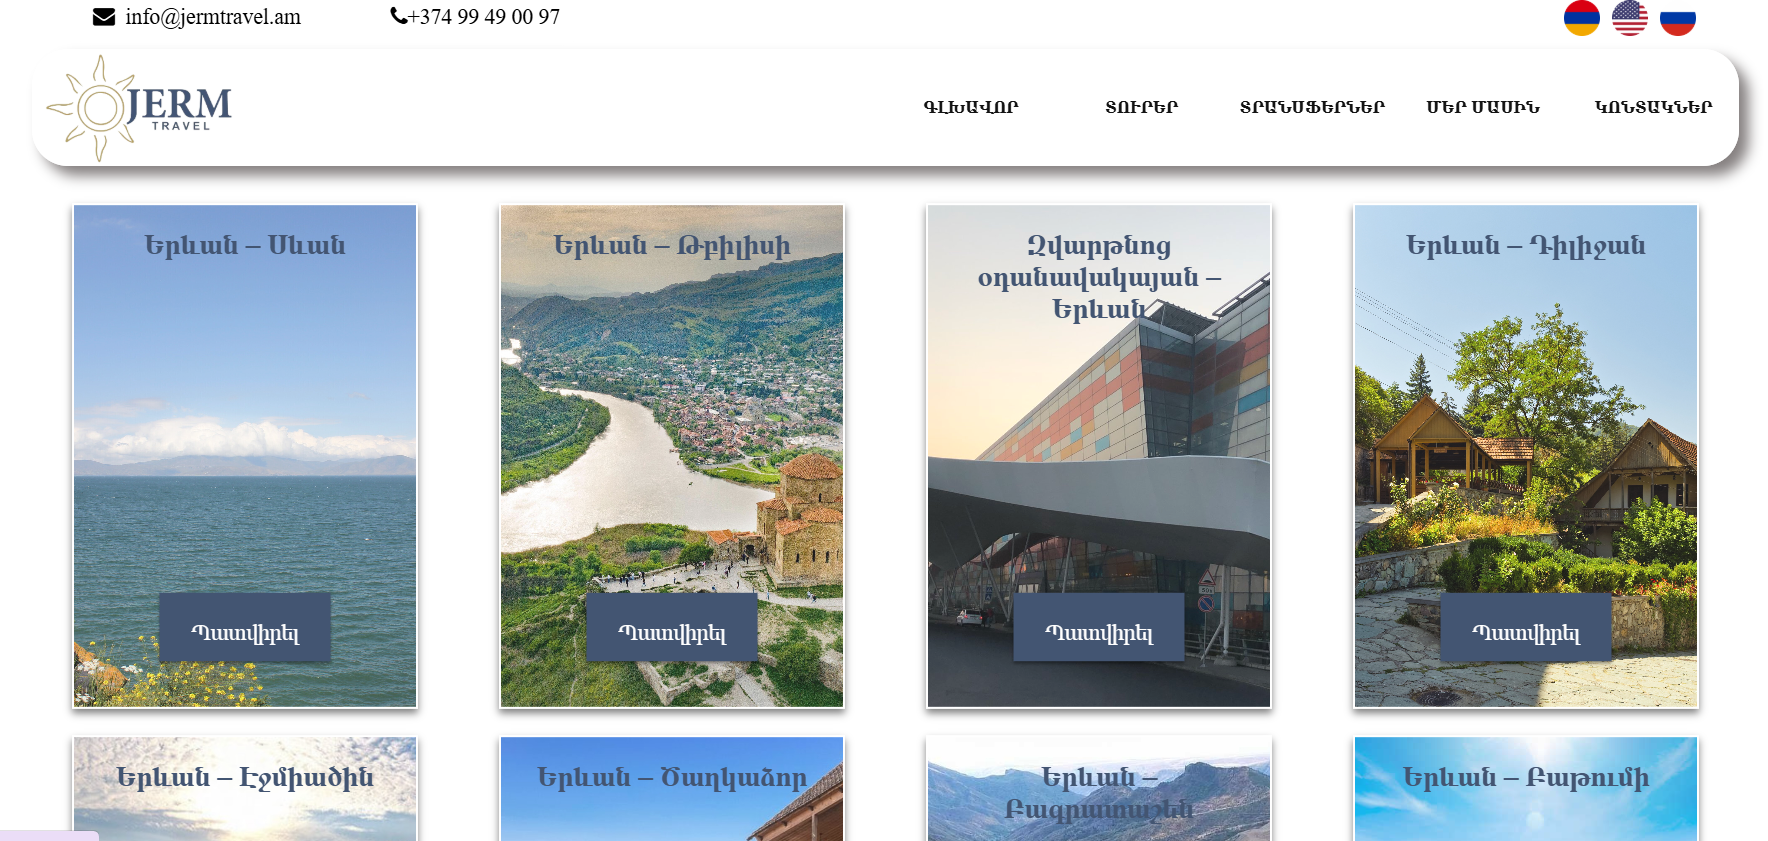 info@jermtravel.am
+374 99 49 00 97
JERM
TRAVEL
ԳԼԽԱՎՈՐ
ՏՈՒՐԵՐ
ՏՐԱՆՍՖԵՐՆԵՐ
ՄԵՐ ՄԱՍԻՆ
ԿՈՆՏԱԿՆԵՐ
Երևան – Սևան
Պատվիրել
Երևան – Թբիլիսի
Պատվիրել
Զվարթնոց
օդանավակայան –
Երևան
Պատվիրել
Երևան – Դիլիջան
Պատվիրել
Երևան – Էջմիածին
Երևան – Ծաղկաձոր
Երևան –
Բագրատաշեն
Երևան – Բաթումի